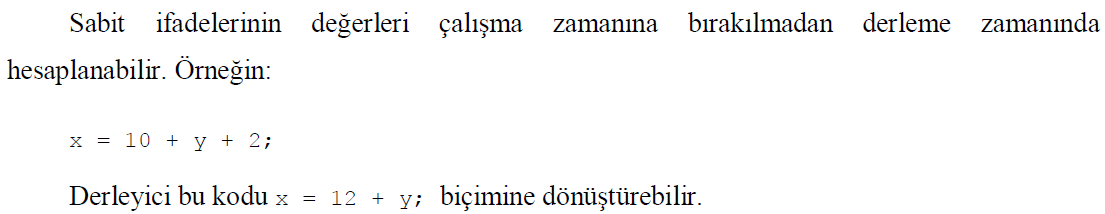 Sabit ifadelerinin değerleri çalışma zamanına bırakılmadan derleme zamanında
hesaplanabilir. Örneğin:
x = 10 + y + 2;
Derleyici bu kodu x = 12 + y; biçimine dönüştürebilir.